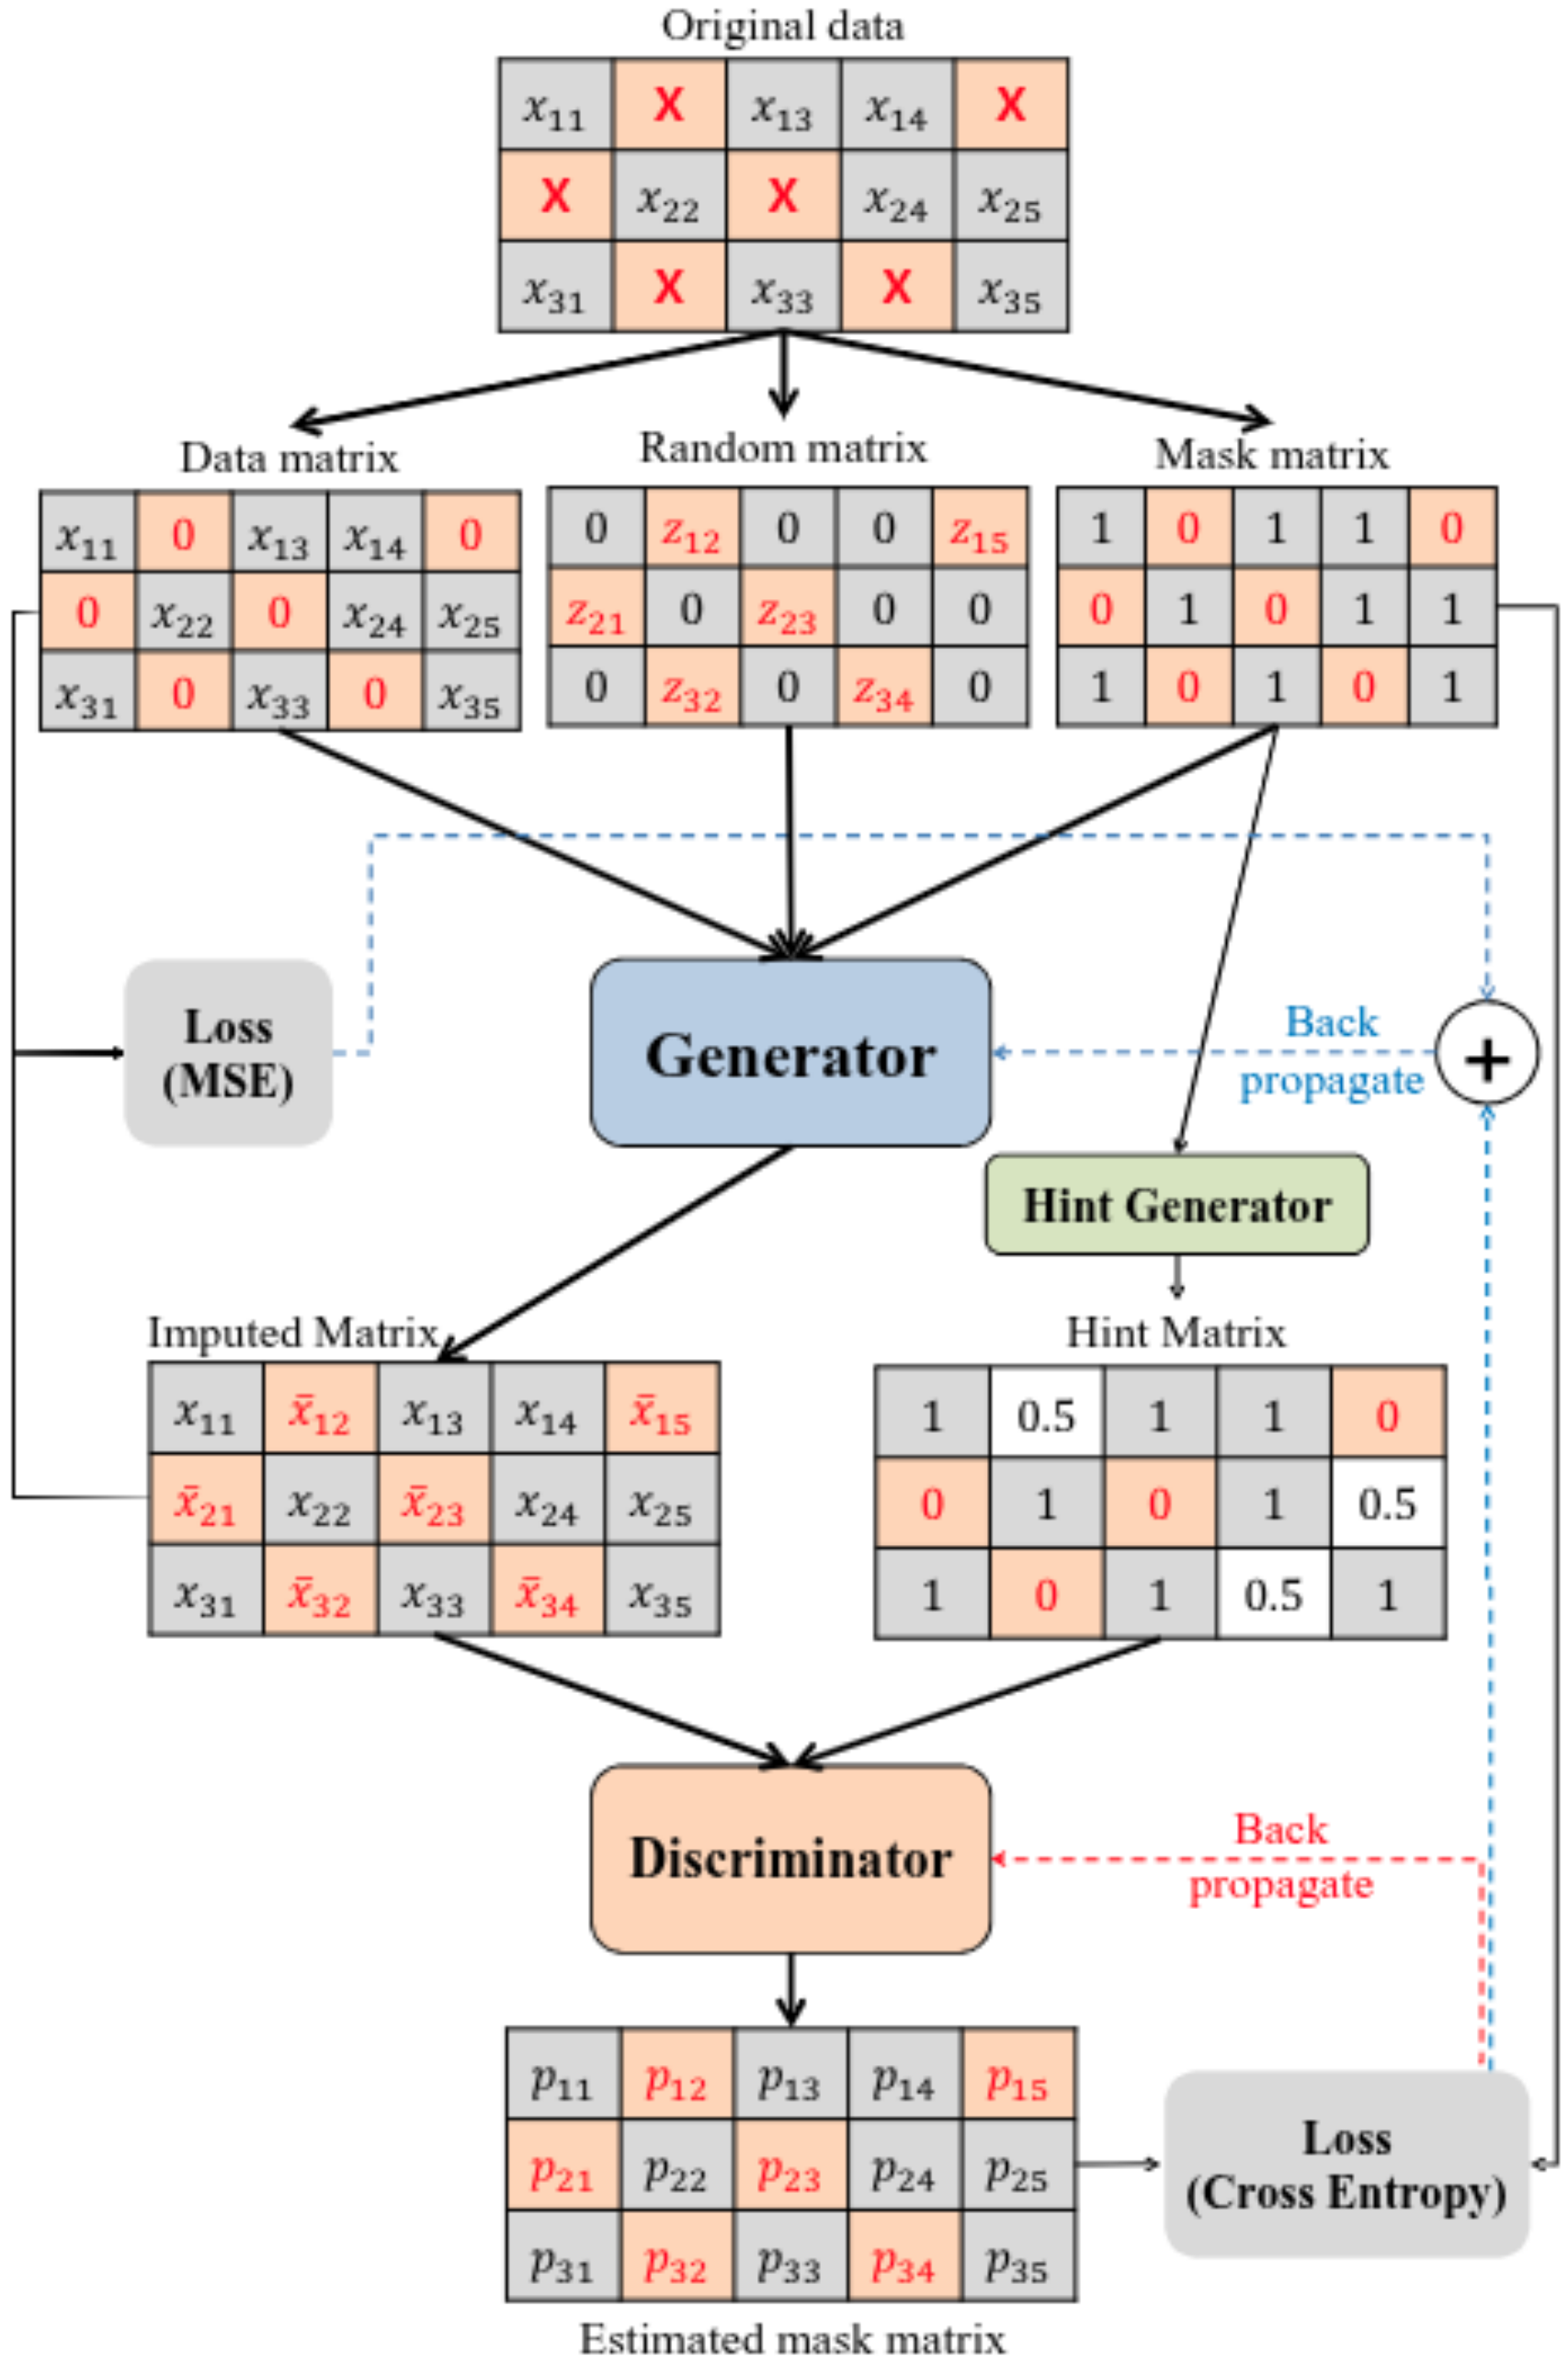 Original data
x₁₁ X x₁₃ x₁₄ X
X x₂₂ X x₂₄ x₂₅
x₃₁ X x₃₃ X x₃₅
Data matrix
x₁₁ 0 x₁₃ x₁₄ 0
0 x₂₂ 0 x₂₄ x₂₅
x₃₁ 0 x₃₃ 0 x₃₅
Random matrix
0 z₁₂ 0 0 z₁₅
z₂₁ 0 z₂₃ 0 0
0 z₃₂ 0 z₃₄ 0
Mask matrix
1 0 1 1 0
0 1 0 1 1
1 0 1 0 1
Loss
(MSE)
Generator
Back
propagate
+
Hint Generator
Imputed Matrix
x₁₁ x̄₁₂ x₁₃ x₁₄ x̄₁₅
x̄₂₁ x₂₂ x̄₂₃ x₂₄ x₂₅
x₃₁ x̄₃₂ x₃₃ x̄₃₄ x₃₅
Hint Matrix
1 0.5 1 1 0
0 1 0 1 0.5
1 0 1 0.5 1
Discriminator
Back
propagate
p₁₁ p₁₂ p₁₃ p₁₄ p₁₅
p₂₁ p₂₂ p₂₃ p₂₄ p₂₅
p₃₁ p₃₂ p₃₃ p₃₄ p₃₅
Loss
(Cross Entropy)
Estimated mask matrix